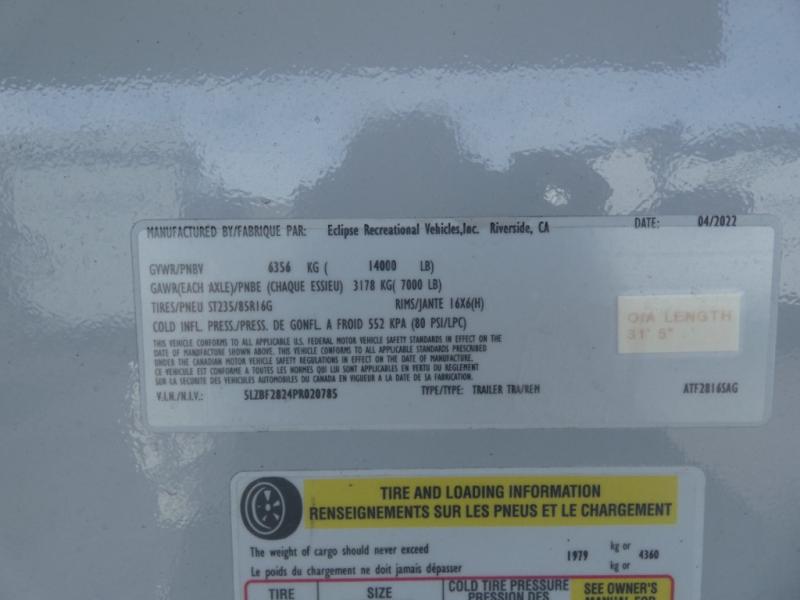 MANUFACTURED BY/FABRIQUE PAR: Eclipse Recreational Vehicles,Inc. Riverside, CA DATE: 04/2022
GVWR/PNBV 6356 KG ( 14000 LB)
GAWR(EACH AXLE)/PNBE (CHAQUE ESSIEU) 3178 KG( 7000 LB)
TIRES/PNEU ST235/85R16G RIMS/JANTE 16X6(H)
COLD INFL. PRESS/PRESS. DE GONFL. A FROID 552 KPA (80 PSI/LPC)
OIA LENGTH
31' 5"
THIS VEHICLE CONFORMS TO ALL APPLICABLE U.S. FEDERAL MOTOR VEHICLE SAFETY STANDARDS IN EFFECT ON THE
DATE OF MANUFACTURE SHOWN ABOVE. THIS VEHICLE CONFORMS TO ALL APPLICABLE STANDARDS PRESCRIBED
UNDER THE CANADIAN MOTOR VEHICLE SAFETY REGULATIONS IN EFFECT ON THE DATE OF MANUFACTURE.
CE VEHICULE EST CONFORME A TOUTES LES NORMES QUI LUI SONT APPLICABLES EN VERTU DU REGLEMENT
SUR LA SECURITE DES VEHICULES AUTOMOBILES DU CANADA EN VIGUEUR A LA DATE DE SA FABRICATION.
V.I.N./N.I.V.: 5LZBF2824PR020785 TYPE/TYPE: TRAILER TRA/REM ATF2816SAG
TIRE AND LOADING INFORMATION
RENSEIGNEMENTS SUR LES PNEUS ET LE CHARGEMENT
The weight of cargo should never exceed
Le poids du chargement ne doit jamais dépasser
1979 kg or 4360
kg or
TIRE SIZE COLD TIRE PRESSURE SEE OWNER'S
PRESSION DES MANUAL FOR